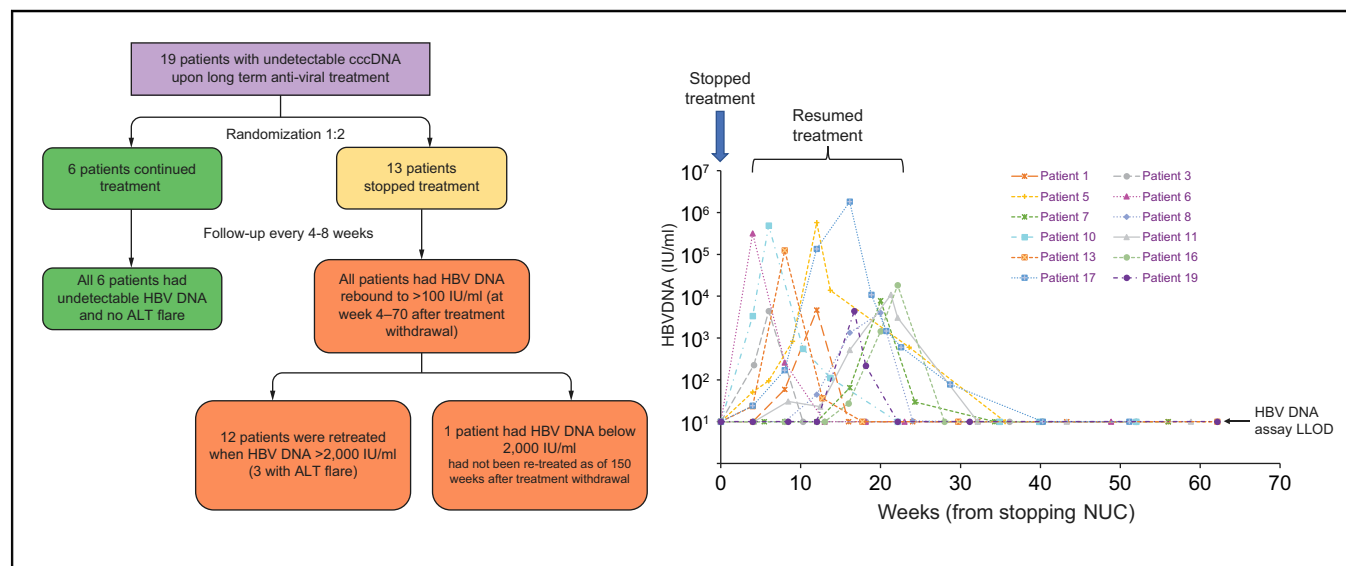 19 patients with undetectable cccDNA
upon long term anti-viral treatment
Randomization 1:2
6 patients continued
treatment
13 patients
stopped treatment
Follow-up every 4-8 weeks
All 6 patients had
undetectable HBV DNA
and no ALT flare
All patients had HBV DNA
rebound to >100 IU/ml (at
week 4–70 after treatment
withdrawal)
12 patients were retreated
when HBV DNA >2,000 IU/ml
(3 with ALT flare)
1 patient had HBV DNA below
2,000 IU/ml
had not been re-treated as of 150
weeks after treatment withdrawal
Stopped
treatment
Resumed
treatment
HBVDNA (IU/ml)
10⁷
10⁶
10⁵
10⁴
10³
10²
10¹
Patient 1
Patient 3
Patient 5
Patient 6
Patient 7
Patient 8
Patient 10
Patient 11
Patient 13
Patient 16
Patient 17
Patient 19
HBV DNA
assay LLOD
0 10 20 30 40 50 60 70
Weeks (from stopping NUC)